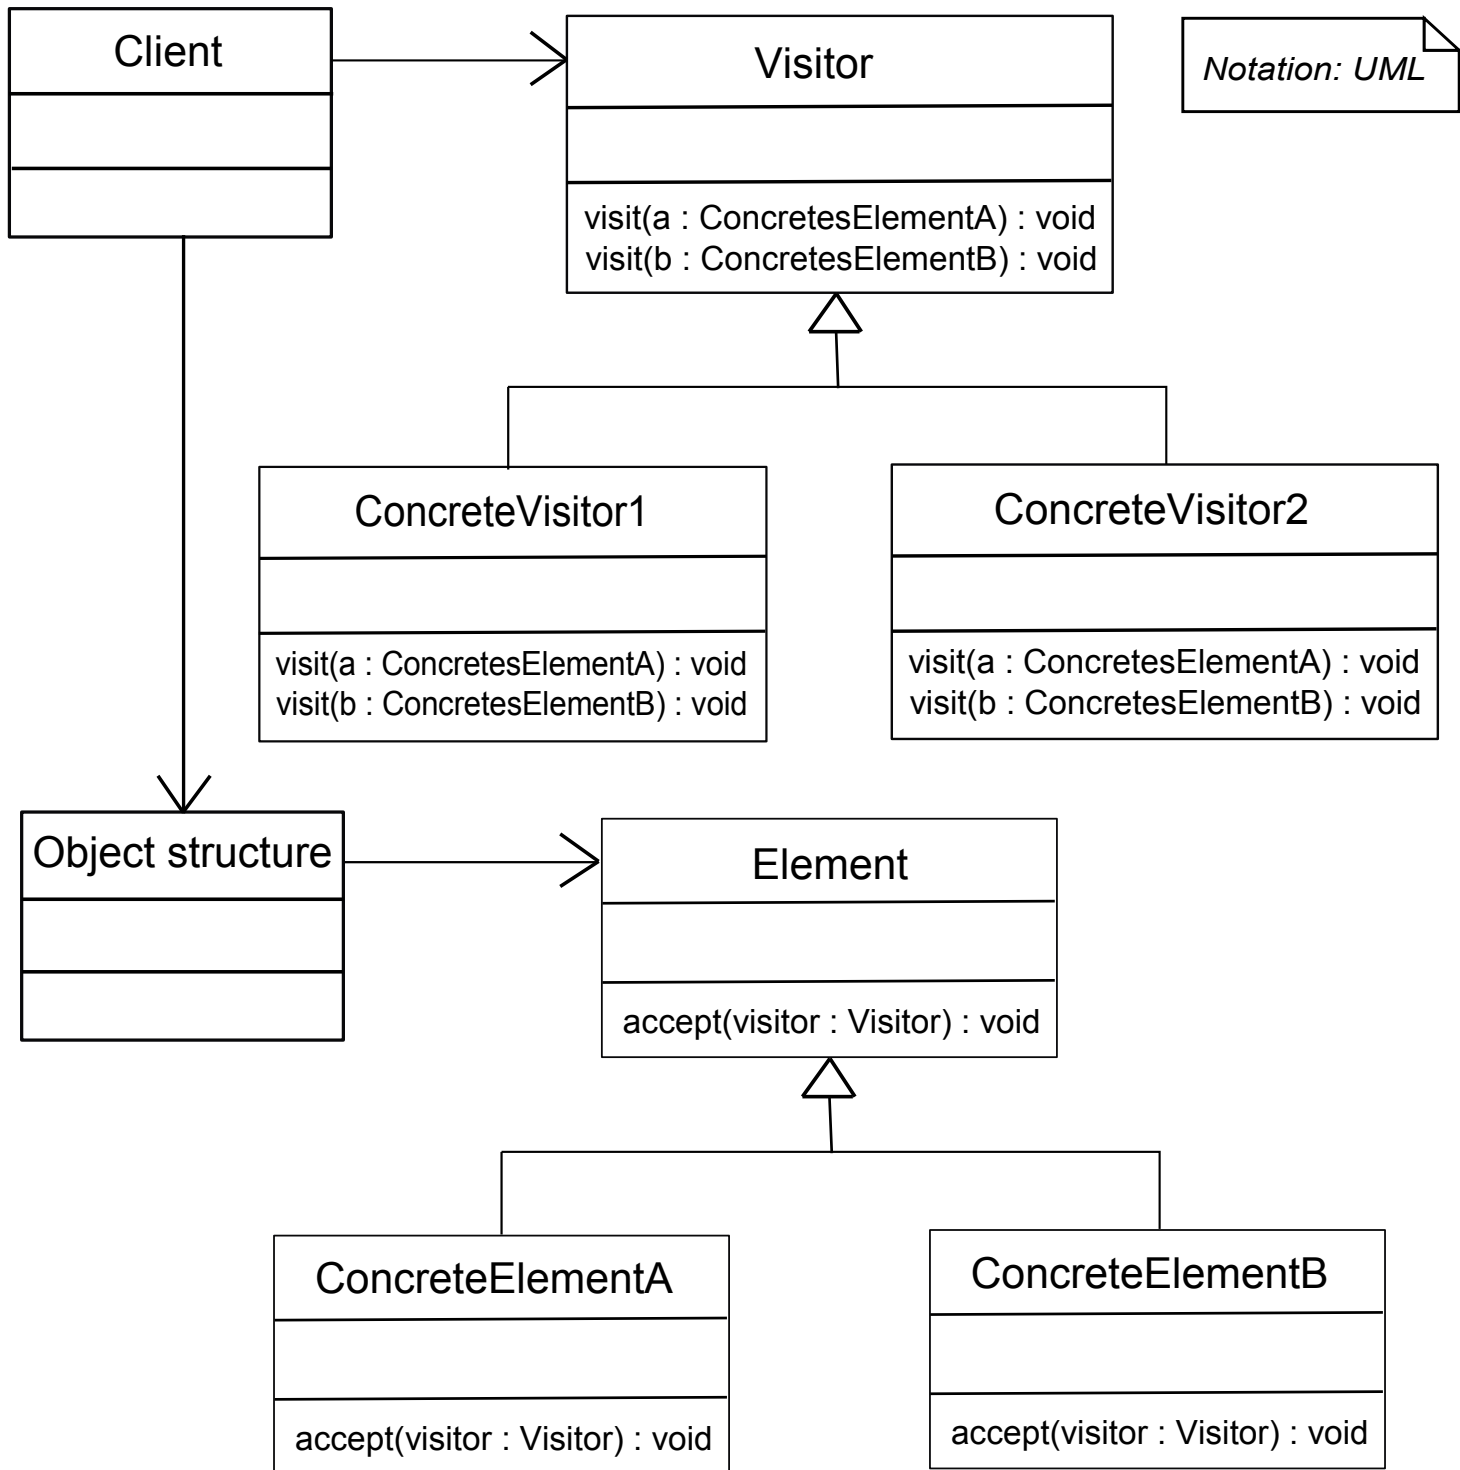 Client
Visitor
Notation: UML
visit(a : ConcretesElementA) : void
visit(b : ConcretesElementB) : void
ConcreteVisitor1
ConcreteVisitor2
visit(a : ConcretesElementA) : void
visit(b : ConcretesElementB) : void
visit(a : ConcretesElementA) : void
visit(b : ConcretesElementB) : void
Object structure
Element
accept(visitor : Visitor) : void
ConcreteElementA
ConcreteElementB
accept(visitor : Visitor) : void
accept(visitor : Visitor) : void